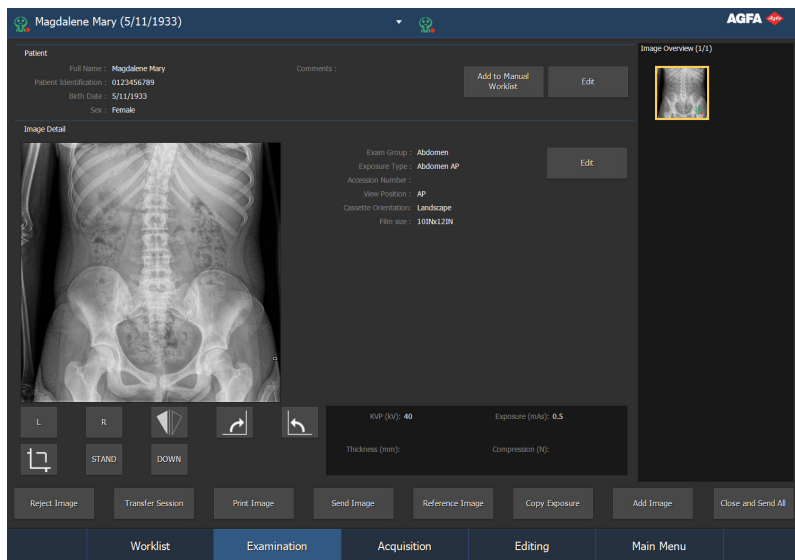 Magdalene Mary (5/11/1933)
AGFA
Patient
Full Name : Magdalene Mary
Patient Identification : 0123456789
Birth Date : 5/11/1933
Sex : Female
Comments :
Add to Manual
Worklist
Edit
Image Overview (1/1)
Image Detail
Exam Group : Abdomen
Exposure Type : Abdomen AP
Accession Number :
View Position : AP
Cassette Orientation: Landscape
Film size : 10INx12IN
Edit
L
R
STAND
DOWN
KVP (kV): 40
Exposure (mAs): 0.5
Thickness (mm):
Compression (N):
Reject Image
Transfer Session
Print Image
Send Image
Reference Image
Copy Exposure
Add Image
Close and Send All
Worklist
Examination
Acquisition
Editing
Main Menu